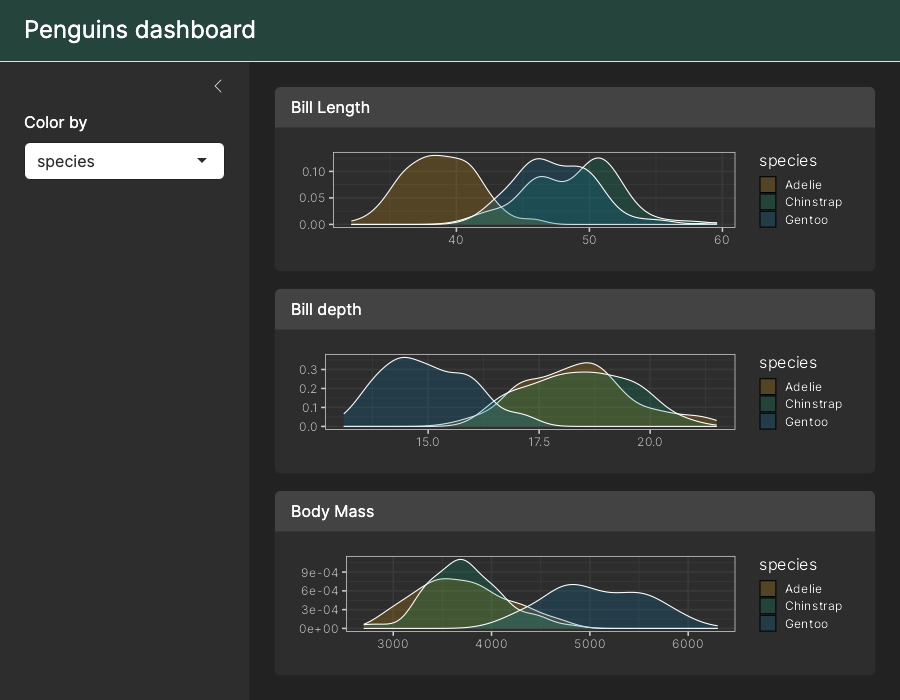 Penguins dashboard
Color by
species
Bill Length
0.10
0.05
0.00
40 50 60
species
Adelie
Chinstrap
Gentoo
Bill depth
0.3
0.2
0.1
0.0
15.0 17.5 20.0
species
Adelie
Chinstrap
Gentoo
Body Mass
9e-04
6e-04
3e-04
0e+00
3000 4000 5000 6000
species
Adelie
Chinstrap
Gentoo